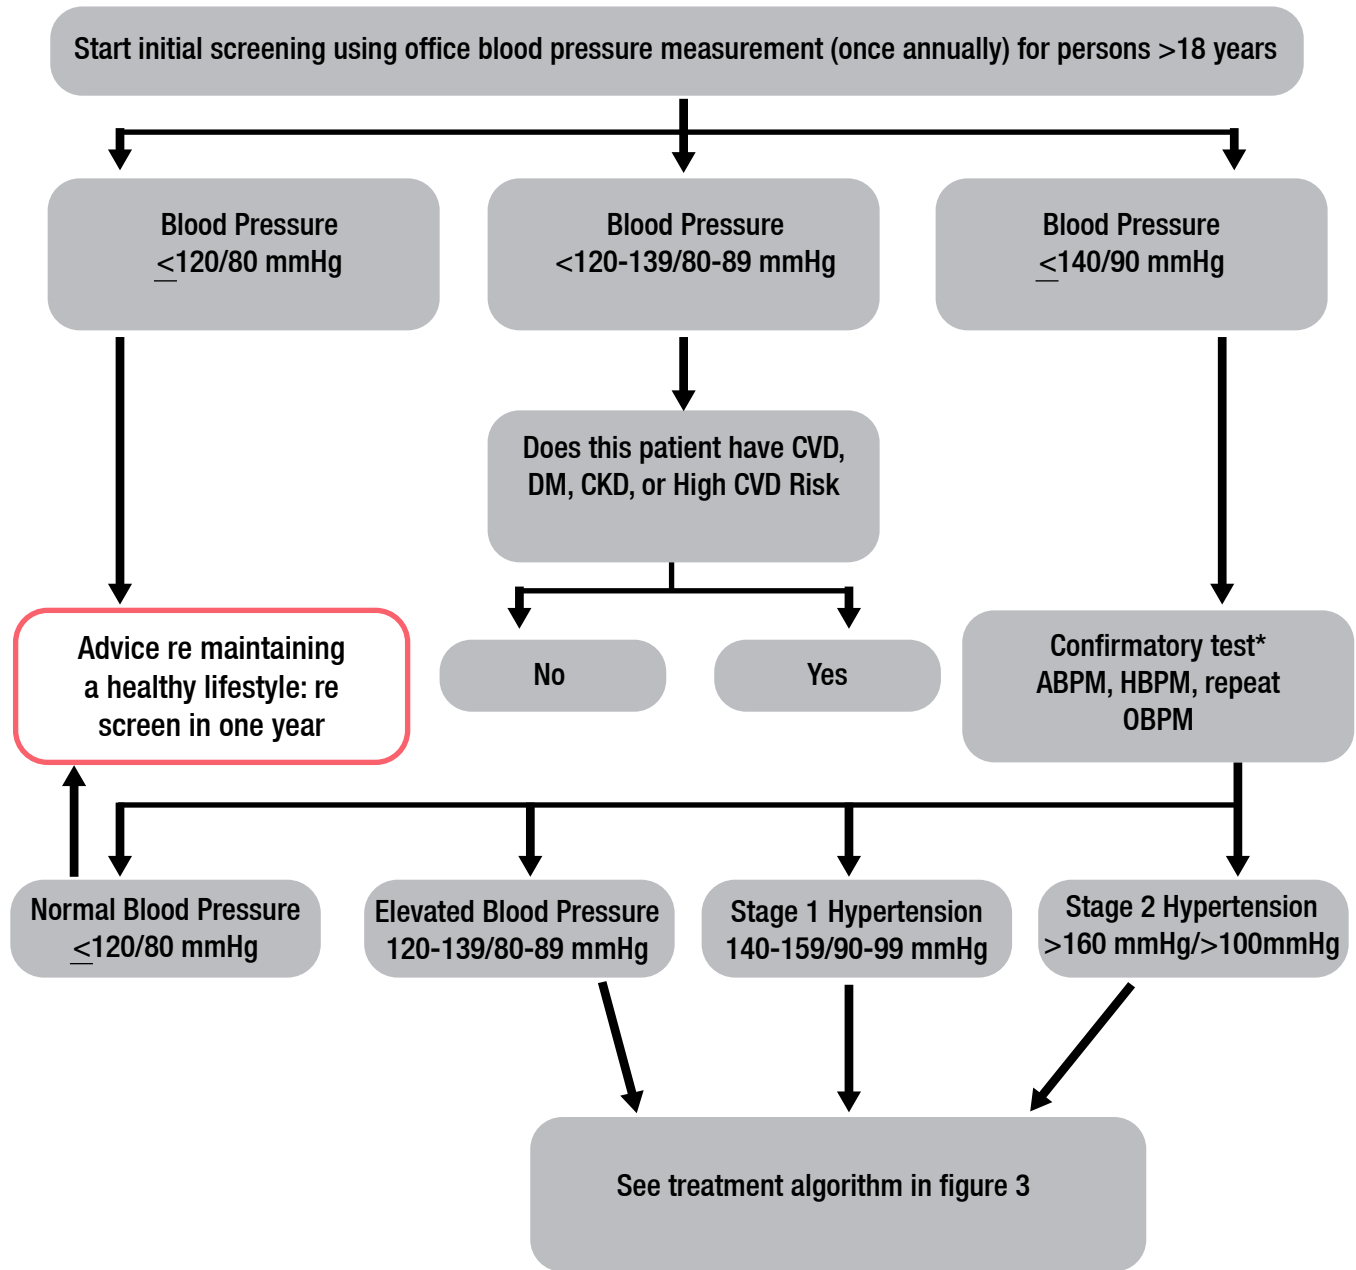 Start initial screening using office blood pressure measurement (once annually) for persons >18 years
Blood Pressure
≤120/80 mmHg
Blood Pressure
<120-139/80-89 mmHg
Blood Pressure
≤140/90 mmHg
Does this patient have CVD,
DM, CKD, or High CVD Risk
Advice re maintaining
a healthy lifestyle: re
screen in one year
No
Yes
Confirmatory test*
ABPM, HBPM, repeat
OBPM
Normal Blood Pressure
≤120/80 mmHg
Elevated Blood Pressure
120-139/80-89 mmHg
Stage 1 Hypertension
140-159/90-99 mmHg
Stage 2 Hypertension
>160 mmHg/>100mmHg
See treatment algorithm in figure 3